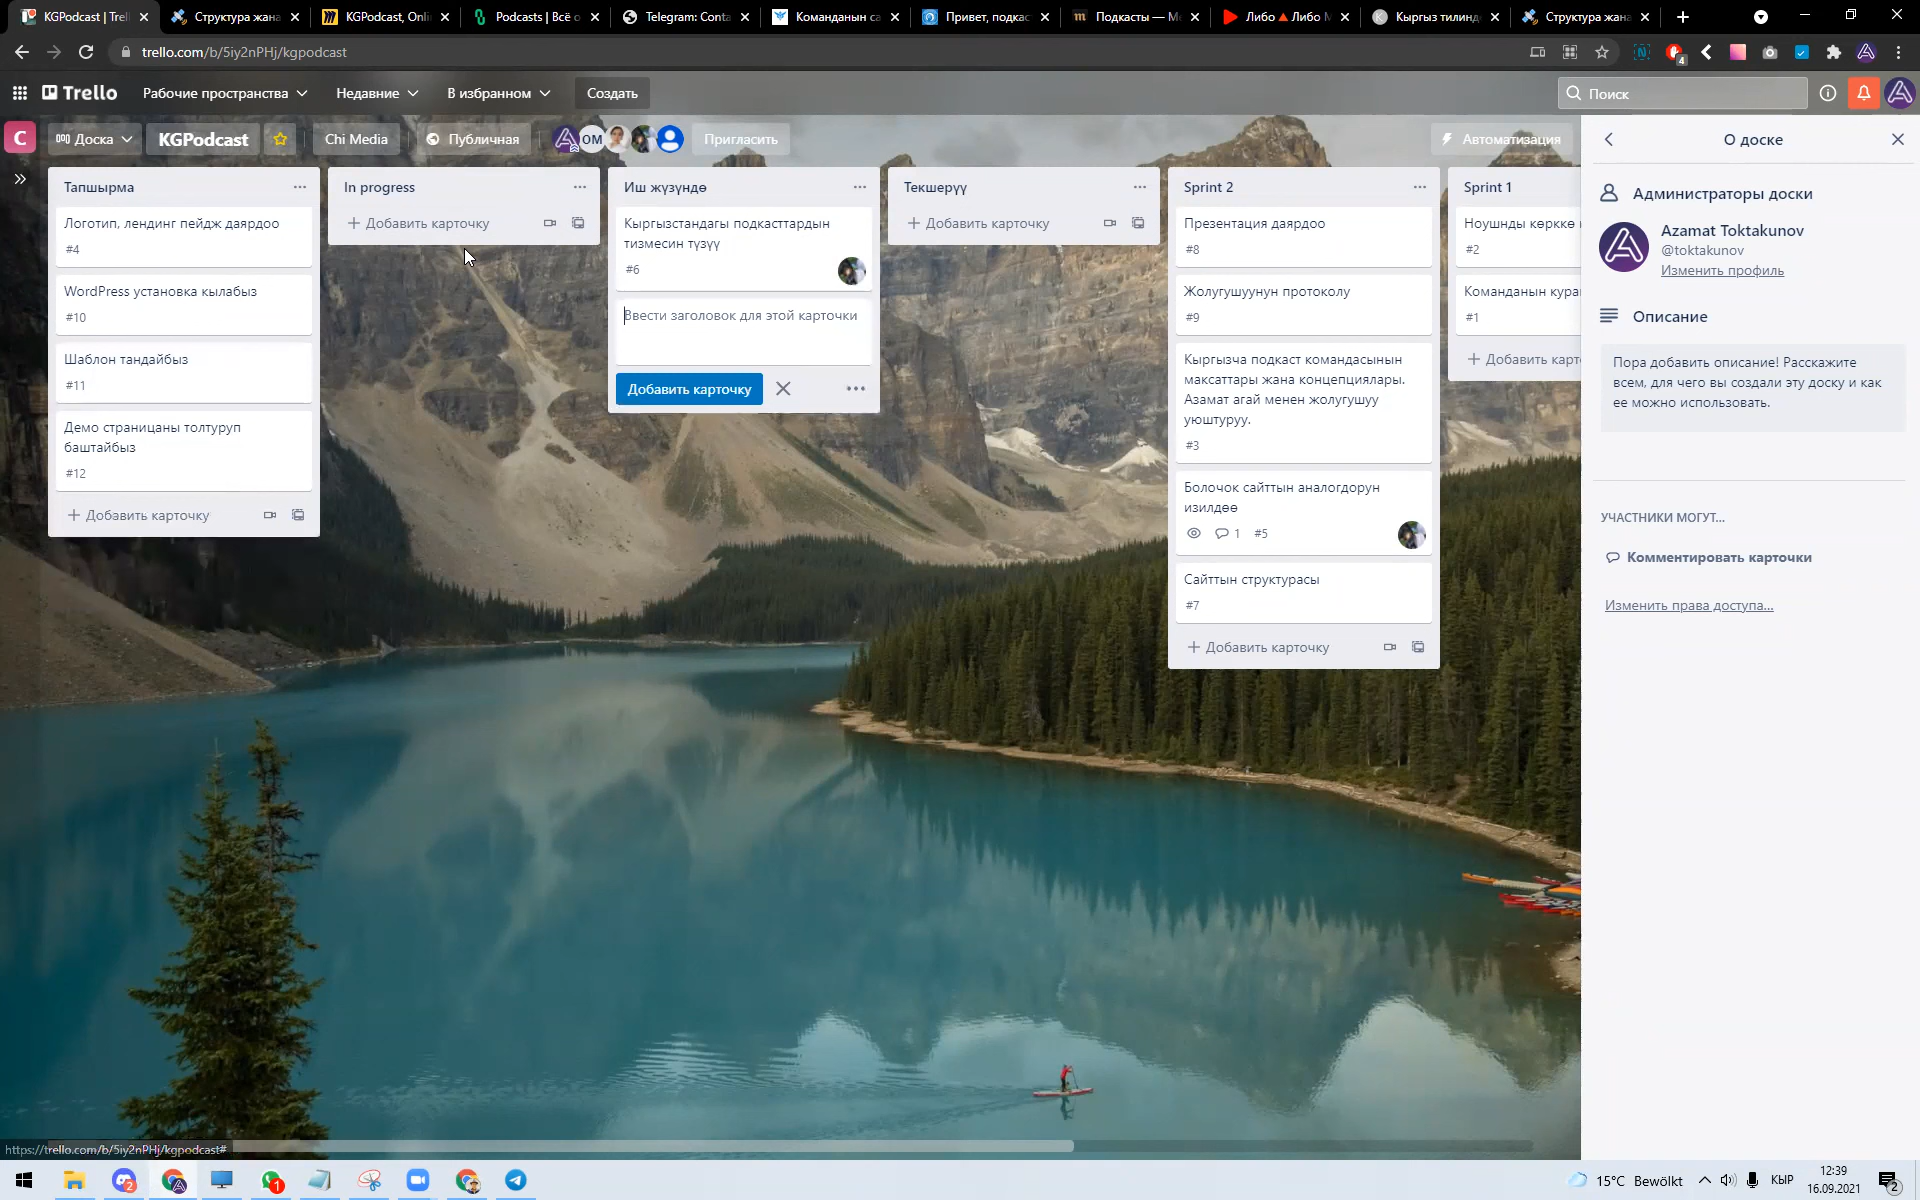 KGPodcast | Trel
Структура жана
KGPodcast, Onli
Podcasts | Всё о
Telegram: Conta
Команданын са
Привет, подкас
Подкасты — Me
Либо Либо
Кыргыз тилинд
Структура жана
trello.com/b/5iy2nPHj/kgpodcast
4
Trello
Рабочие пространства
Недавние
В избранном
Создать
Поиск
C
Доска
KGPodcast
Chi Media
Публичная
OM
Пригласить
Автоматизация
О доске
Тапшырма
Логотип, лендинг пейдж даярдоо
#4
WordPress установка кылабыз
#10
Шаблон тандайбыз
#11
Демо страницаны толтуруп
баштайбыз
#12
Добавить карточку
In progress
Добавить карточку
Иш жүзүндө
Кыргызстандагы подкасттардын
тизмесин түзүү
#6
Ввести заголовок для этой карточки
Добавить карточку
Текшерүү
Добавить карточку
Sprint 2
Презентация даярдоо
#8
Жолугушуунун протоколу
#9
Кыргызча подкаст командасынын
максаттары жана концепциялары.
Азамат агай менен жолугушуу
уюштуруу.
#3
Болочок сайттын аналогдорун
изилдөө
1
#5
Сайттын структурасы
#7
Добавить карточку
Sprint 1
Ноушнды көрккө
#2
Команданын кура
#1
Добавить карт
Администраторы доски
Azamat Toktakunov
@toktakunov
Изменить профиль
Описание
Пора добавить описание! Расскажите
всем, для чего вы создали эту доску и как
ее можно использовать.
УЧАСТНИКИ МОГУТ…
Комментировать карточки
Изменить права доступа…
https://trello.com/b/5iy2nPHj/kgpodcast#
2
1
15°C Bewölkt
КЫР
12:39
16.09.2021
2